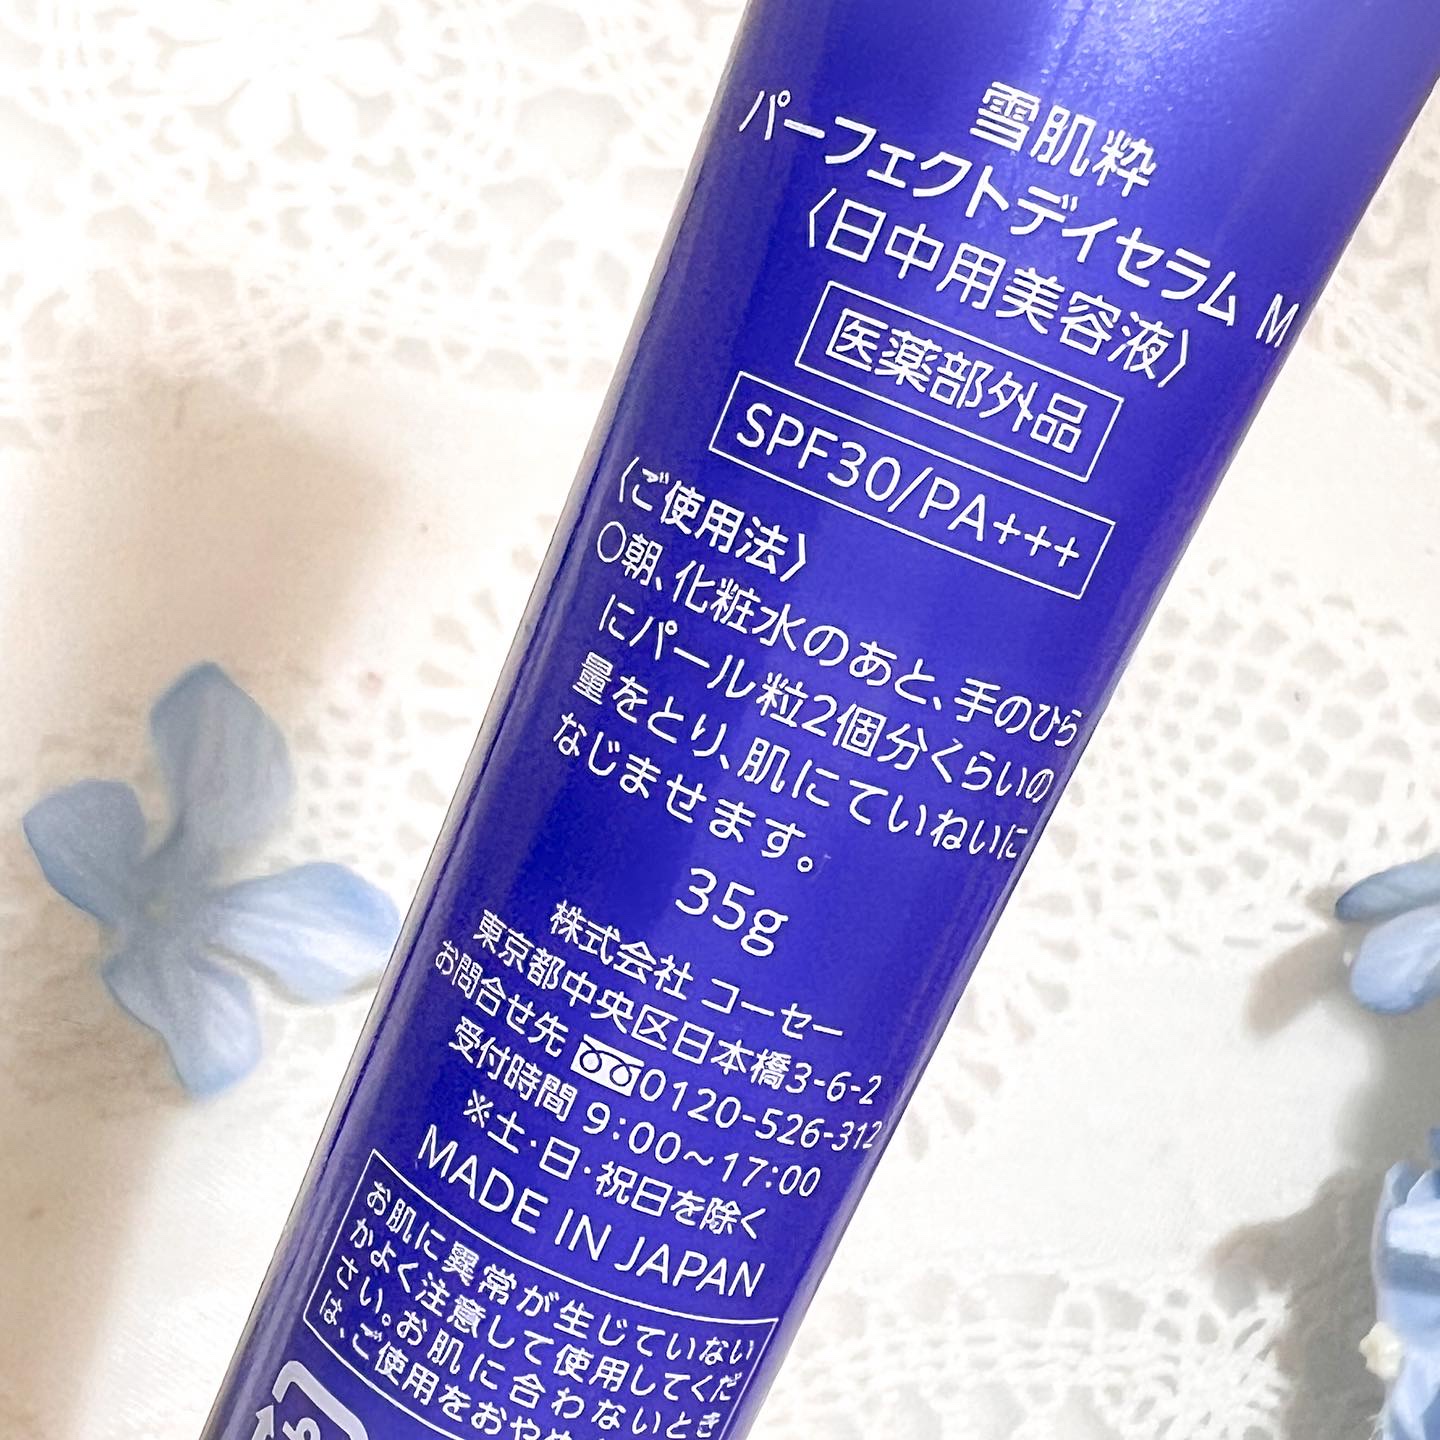 雪肌粋
パーフェクトデイセラム M
〈日中用美容液〉
医薬部外品
SPF30/PA+++
〈ご使用法〉
○朝、化粧水のあと、手のひら
にパール粒2個分くらいの
量をとり、肌にていねいに
なじませます。
35g
株式会社 コーセー
東京都中央区日本橋3-6-2
お問合せ先 0120-526-312
受付時間 9:00～17:00
※土・日・祝日を除く
MADE IN JAPAN
お肌に異常が生じていない
かよく注意して使用してくだ
さい。お肌に合わないとき
は、ご使用をおやめ